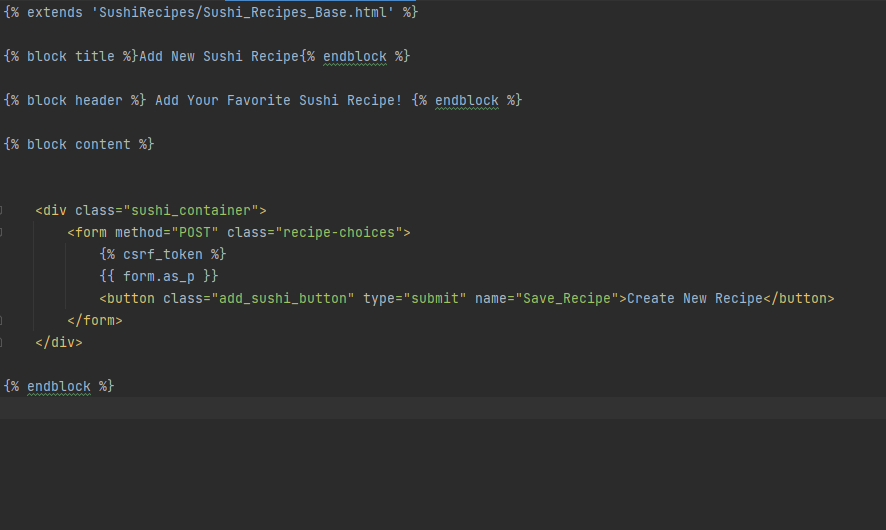 {% extends 'SushiRecipes/Sushi_Recipes_Base.html' %}
{% block title %}Add New Sushi Recipe{% endblock %}
{% block header %} Add Your Favorite Sushi Recipe! {% endblock %}
{% block content %}
<div class="sushi_container">
<form method="POST" class="recipe-choices">
{% csrf_token %}
{{ form.as_p }}
<button class="add_sushi_button" type="submit" name="Save_Recipe">Create New Recipe</button>
</form>
</div>
{% endblock %}